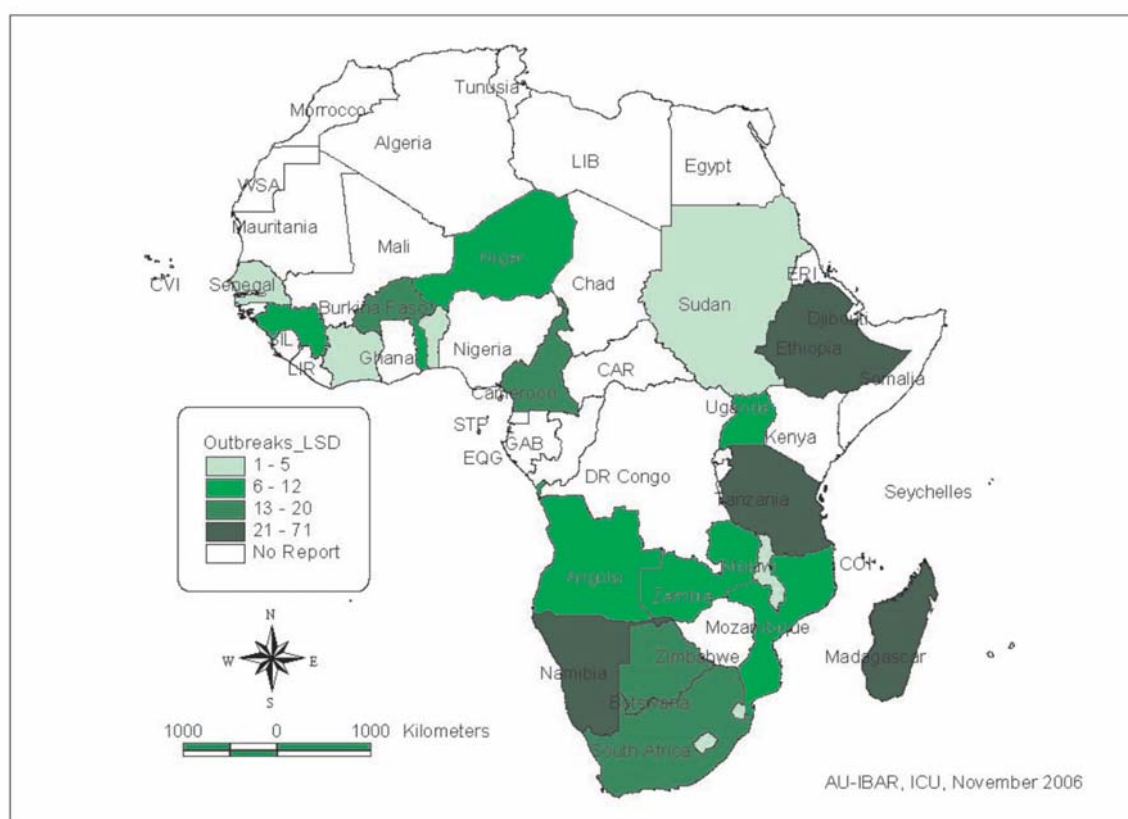 Tunusia
Morrocco
Algeria
LIB
Egypt
WSA
Mauritania
Mali
Niger
CVI
Senegal
Chad
ERI
Sudan
Burkina Faso
Djibouti
SIL
Ghana
Nigeria
Ethiopia
LIR
CAR
Somalia
Cameroon
Uganda
STP
GAB
Kenya
EQG
DR Congo
Tanzania
Seychelles
Malawi
COI
Angola
Zambia
Mozambique
Zimbabwe
Madagascar
Namibia
Botswana
South Africa
Outbreaks_LSD
1 - 5
6 - 12
13 - 20
21 - 71
No Report
N
W E
S
1000 0 1000 Kilometers
AU-IBAR, ICU, November 2006